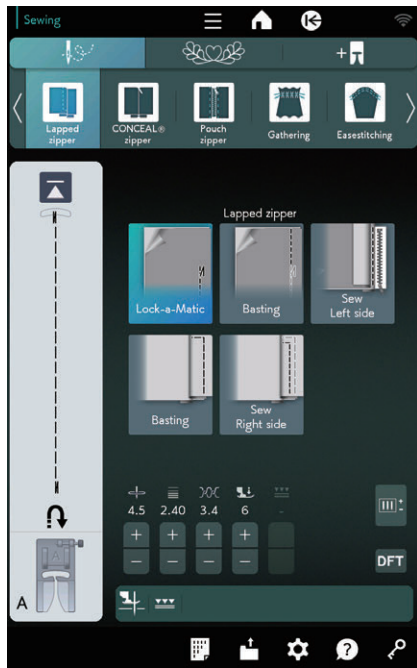 Sewing
Lapped
zipper
CONCEAL®
zipper
Pouch
zipper
Gathering
Easestitching
Lapped zipper
Lock-a-Matic
Basting
Sew
Left side
Basting
Sew
Right side
4.5 2.40 3.4 6 -
+ + + +
- - - -
DFT
A